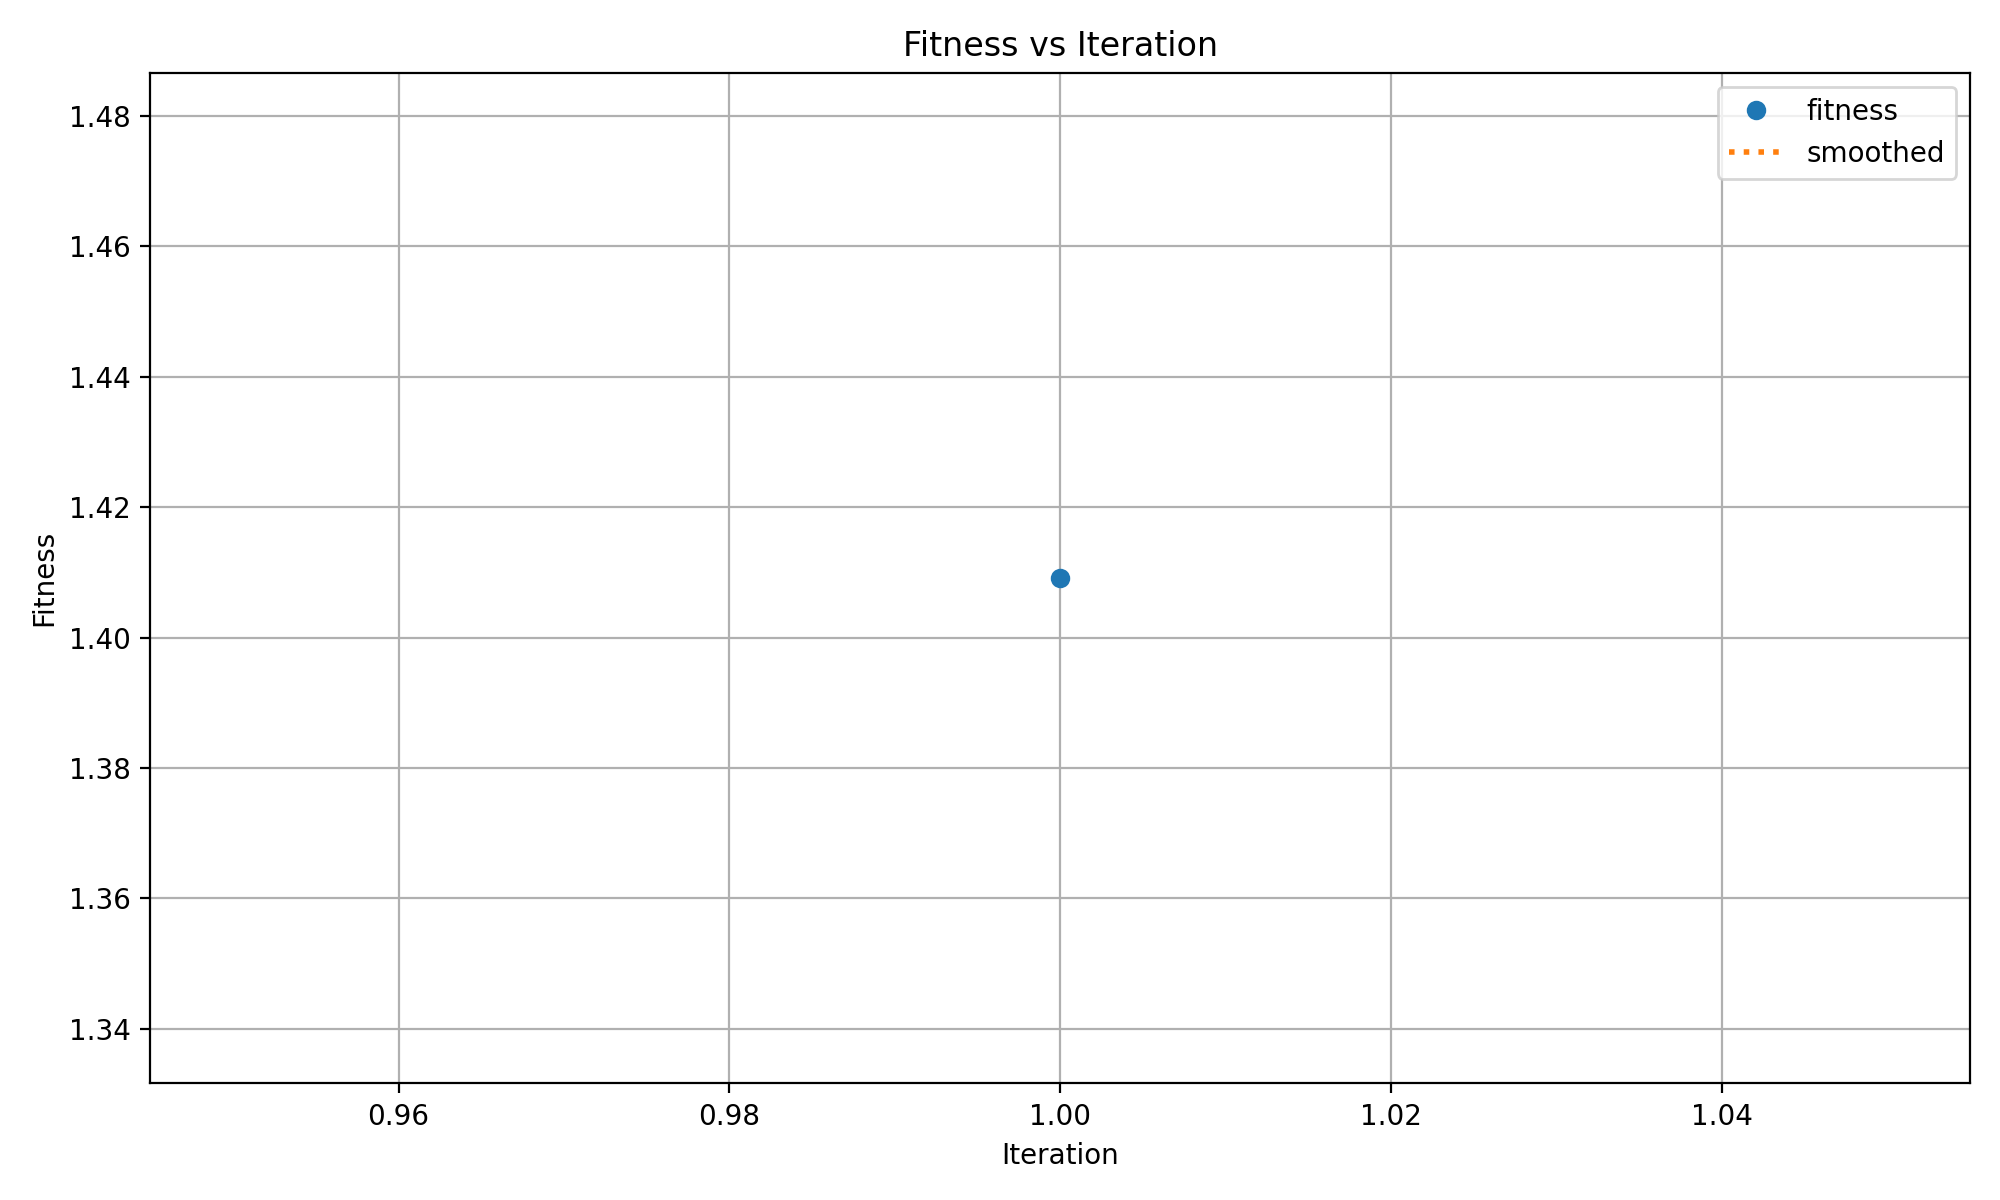 Fitness vs Iteration
fitness
smoothed
1.48
1.46
1.44
1.42
1.40
1.38
1.36
1.34
Fitness
0.96 0.98 1.00 1.02 1.04
Iteration